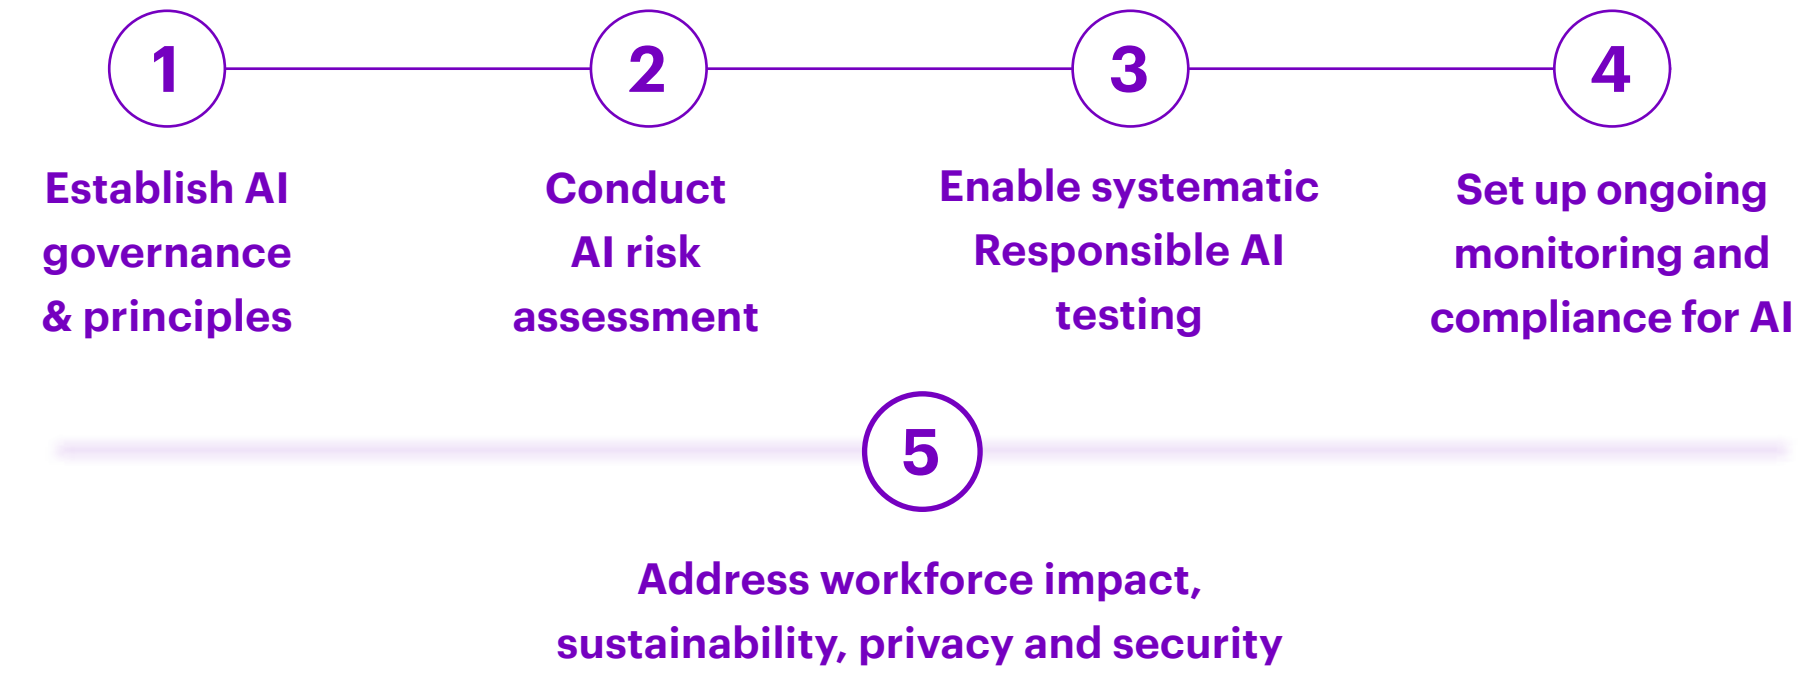 1
2
3
4
Establish AI
governance
& principles
Conduct
AI risk
assessment
Enable systematic
Responsible AI
testing
Set up ongoing
monitoring and
compliance for AI
5
Address workforce impact,
sustainability, privacy and security